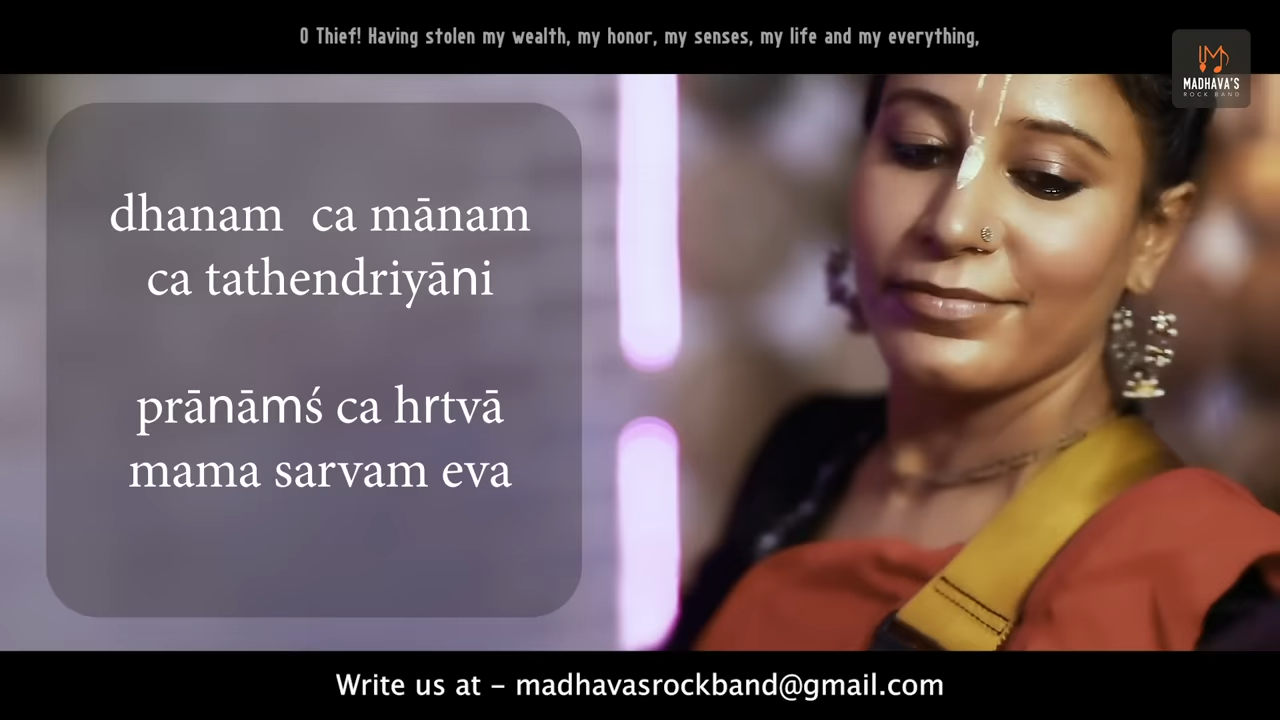 O Thief! Having stolen my wealth, my honor, my senses, my life and my everything,
MADHAVA'S
ROCK BAND
dhanam ca mānam
ca tathendriyāni
prānāmś ca hrtvā
mama sarvam eva
Write us at – madhavasrockband@gmail.com